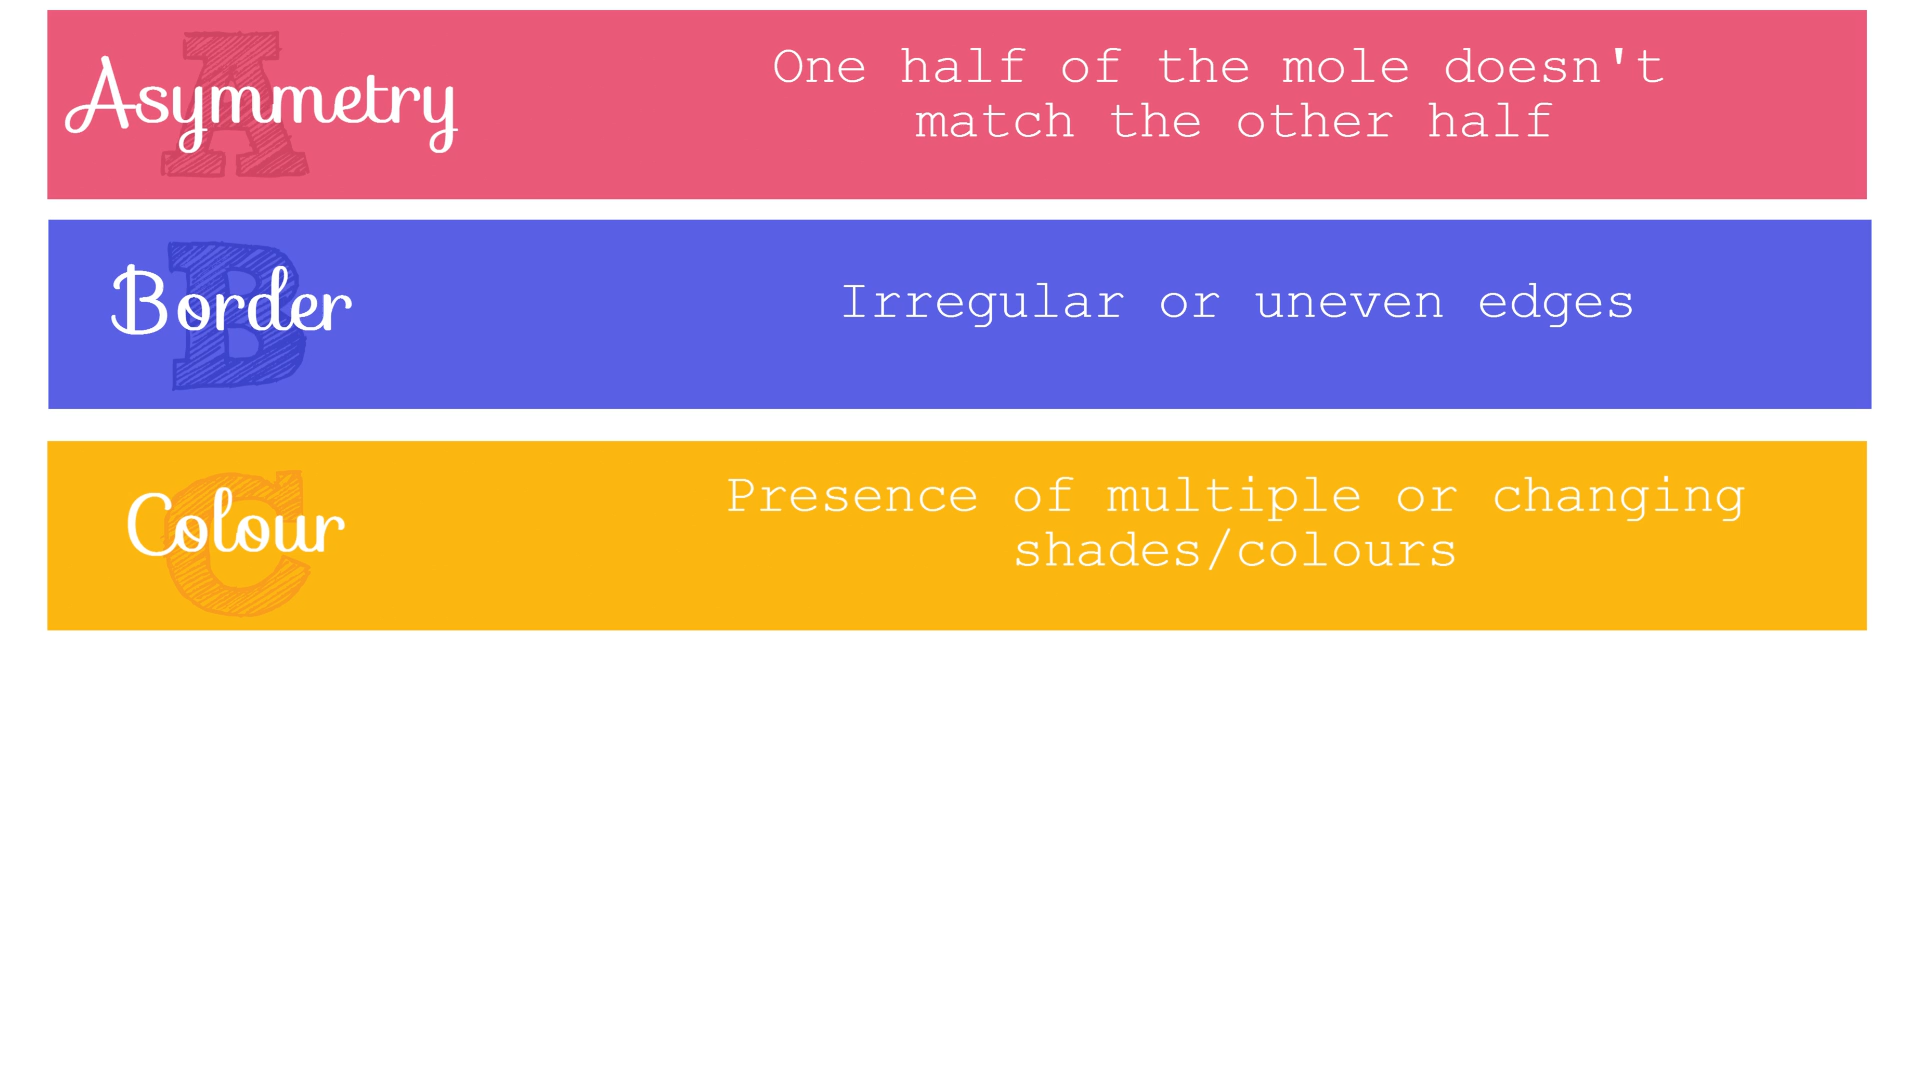 Asymmetry
One half of the mole doesn't
match the other half
Border
Irregular or uneven edges
Colour
Presence of multiple or changing
shades/colours